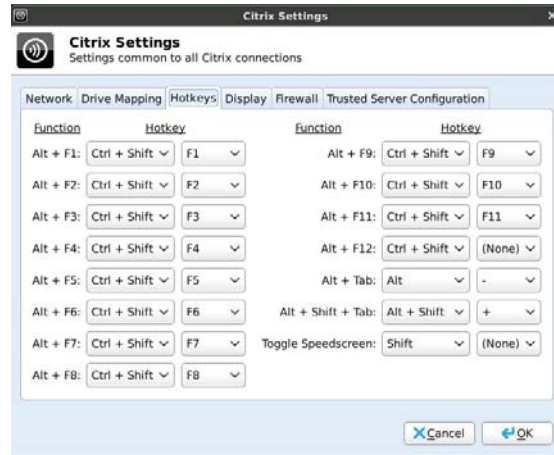 Citrix Settings
Citrix Settings
Settings common to all Citrix connections
Network Drive Mapping Hotkeys Display Firewall Trusted Server Configuration
Function Hotkey Function Hotkey
Alt + F1: Ctrl + Shift F1 Alt + F9: Ctrl + Shift F9
Alt + F2: Ctrl + Shift F2 Alt + F10: Ctrl + Shift F10
Alt + F3: Ctrl + Shift F3 Alt + F11: Ctrl + Shift F11
Alt + F4: Ctrl + Shift F4 Alt + F12: Ctrl + Shift (None)
Alt + F5: Ctrl + Shift F5 Alt + Tab: Alt -
Alt + F6: Ctrl + Shift F6 Alt + Shift + Tab: Alt + Shift +
Alt + F7: Ctrl + Shift F7 Toggle Speedscreen: Shift (None)
Alt + F8: Ctrl + Shift F8
Cancel OK